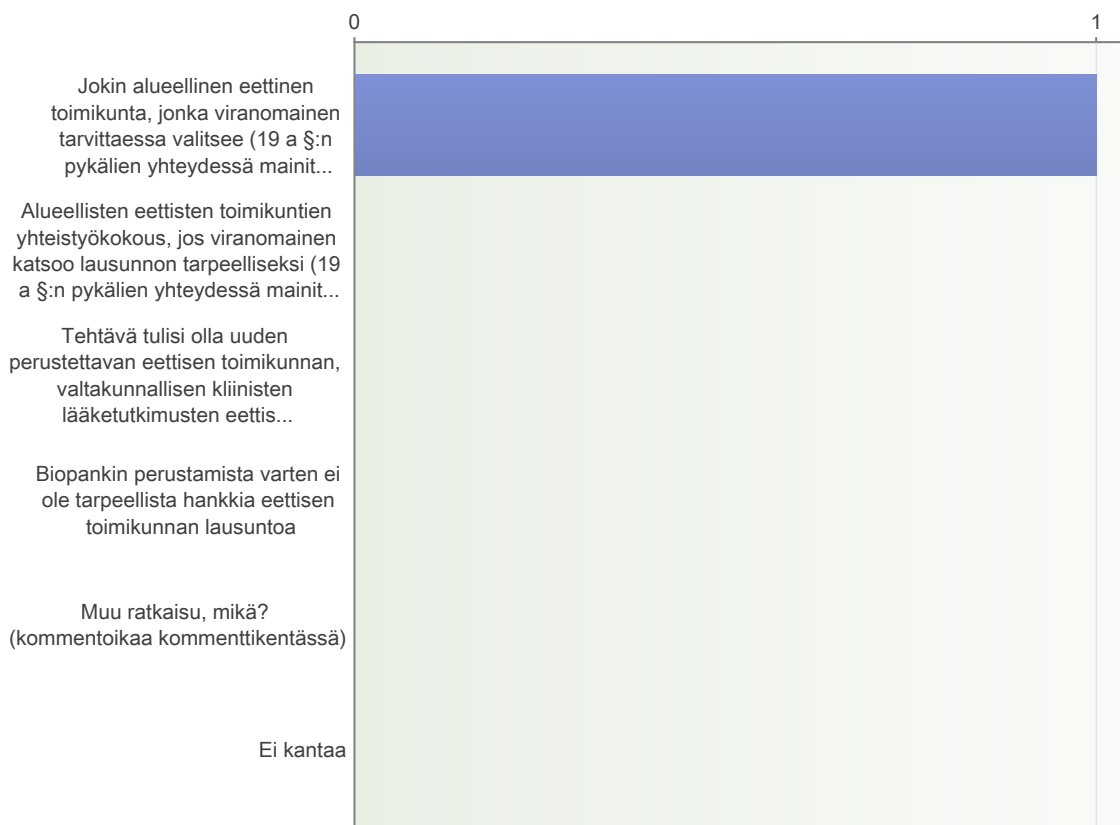 0
1
Jokin alueellinen eettinen
toimikunta, jonka viranomainen
tarvittaessa valitsee (19 a §:n
pykälien yhteydessä mainit...
Alueellisten eettisten toimikuntien
yhteistyökokous, jos viranomainen
katsoo lausunnon tarpeelliseksi (19
a §:n pykälien yhteydessä mainit...
Tehtävä tulisi olla uuden
perustettavan eettisen toimikunnan,
valtakunnallisen kliinisten
lääketutkimusten eettis...
Biopankin perustamista varten ei
ole tarpeellista hankkia eettisen
toimikunnan lausuntoa
Muu ratkaisu, mikä?
(kommentoikaa kommenttikentässä)
Ei kantaa